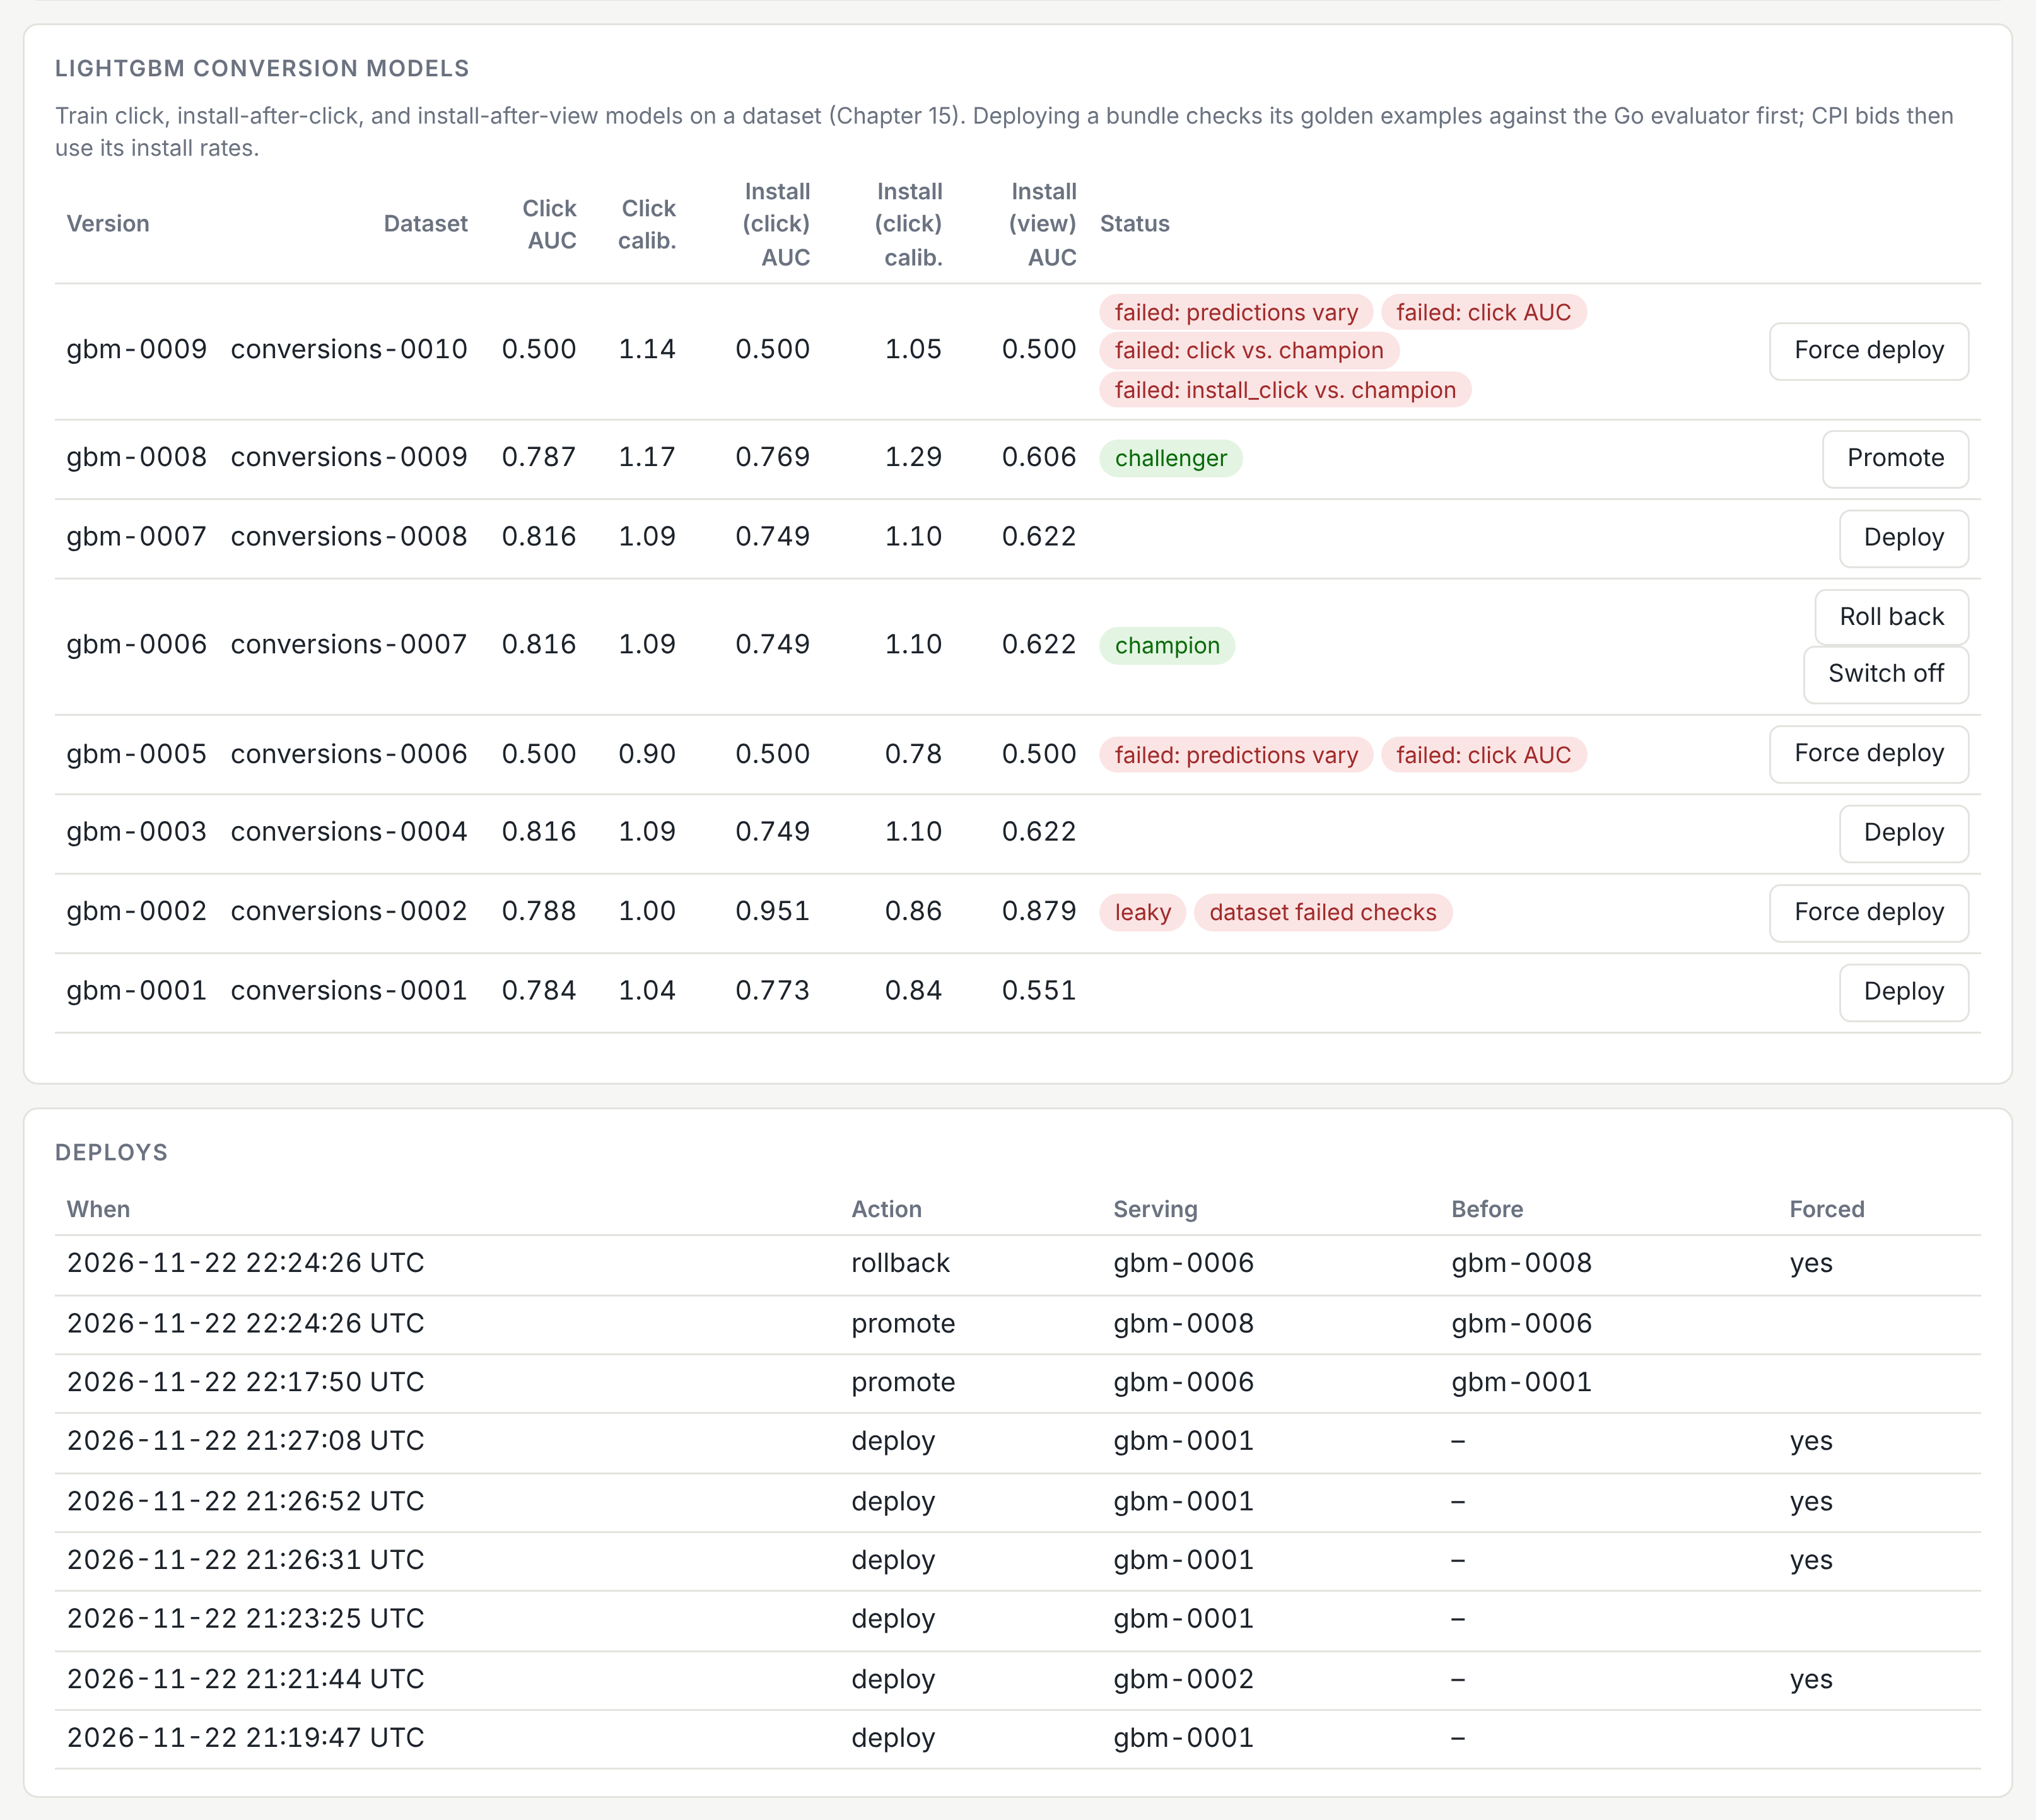 LIGHTGBM CONVERSION MODELS
Train click, install-after-click, and install-after-view models on a dataset (Chapter 15). Deploying a bundle checks its golden examples against the Go evaluator first; CPI bids then
use its install rates.
Version Dataset Click AUC Click calib. Install (click) AUC Install (click) calib. Install (view) AUC Status
gbm-0009 conversions-0010 0.500 1.14 0.500 1.05 0.500 failed: predictions vary failed: click AUC failed: click vs. champion failed: install_click vs. champion Force deploy
gbm-0008 conversions-0009 0.787 1.17 0.769 1.29 0.606 challenger Promote
gbm-0007 conversions-0008 0.816 1.09 0.749 1.10 0.622 Deploy
gbm-0006 conversions-0007 0.816 1.09 0.749 1.10 0.622 champion Roll back Switch off
gbm-0005 conversions-0006 0.500 0.90 0.500 0.78 0.500 failed: predictions vary failed: click AUC Force deploy
gbm-0003 conversions-0004 0.816 1.09 0.749 1.10 0.622 Deploy
gbm-0002 conversions-0002 0.788 1.00 0.951 0.86 0.879 leaky dataset failed checks Force deploy
gbm-0001 conversions-0001 0.784 1.04 0.773 0.84 0.551 Deploy
DEPLOYS
When Action Serving Before Forced
2026-11-22 22:24:26 UTC rollback gbm-0006 gbm-0008 yes
2026-11-22 22:24:26 UTC promote gbm-0008 gbm-0006
2026-11-22 22:17:50 UTC promote gbm-0006 gbm-0001
2026-11-22 21:27:08 UTC deploy gbm-0001 – yes
2026-11-22 21:26:52 UTC deploy gbm-0001 – yes
2026-11-22 21:26:31 UTC deploy gbm-0001 – yes
2026-11-22 21:23:25 UTC deploy gbm-0001 –
2026-11-22 21:21:44 UTC deploy gbm-0002 – yes
2026-11-22 21:19:47 UTC deploy gbm-0001 –